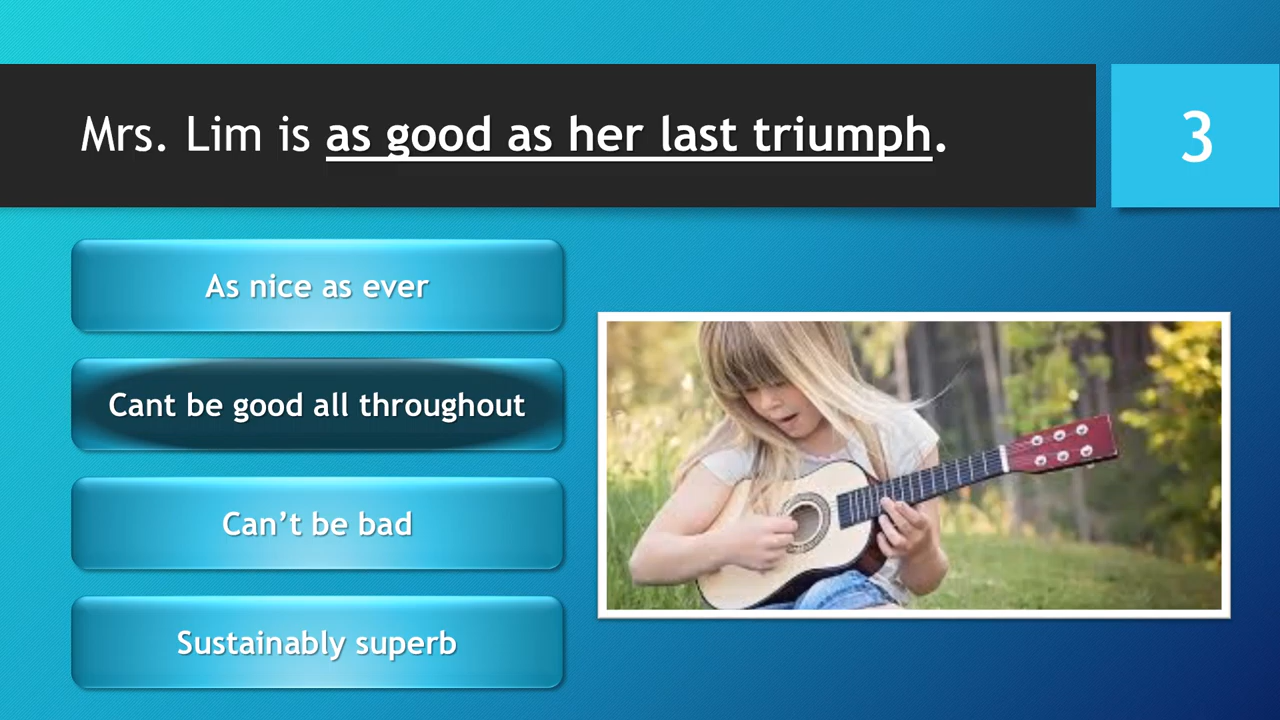 Mrs. Lim is as good as her last triumph.
3
As nice as ever
Cant be good all throughout
Can’t be bad
Sustainably superb